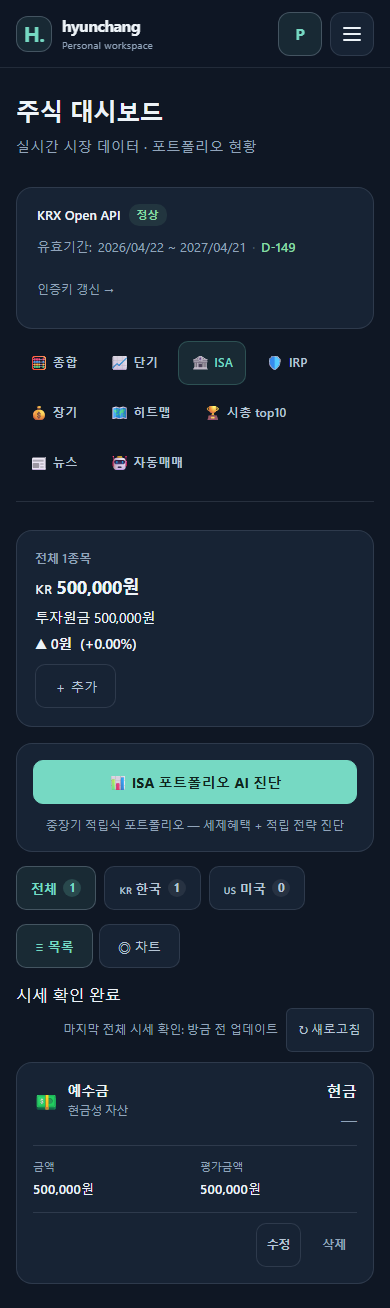 H.
hyunchang
Personal workspace
P
주식 대시보드
실시간 시장 데이터 · 포트폴리오 현황
KRX Open API 정상
유효기간: 2026/04/22 ~ 2027/04/21 · D-149
인증키 갱신 →
종합 단기 ISA IRP
장기 히트맵 시총 top10
뉴스 자동매매
전체 1종목
KR 500,000원
투자원금 500,000원
▲ 0원 (+0.00%)
+ 추가
ISA 포트폴리오 AI 진단
중장기 적립식 포트폴리오 — 세제혜택 + 적립 전략 진단
전체 1 KR 한국 1 US 미국 0
≡ 목록 ◎ 차트
시세 확인 완료
마지막 전체 시세 확인: 방금 전 업데이트 ↻ 새로고침
예수금 현금
현금성 자산 —
금액 평가금액
500,000원 500,000원
수정 삭제